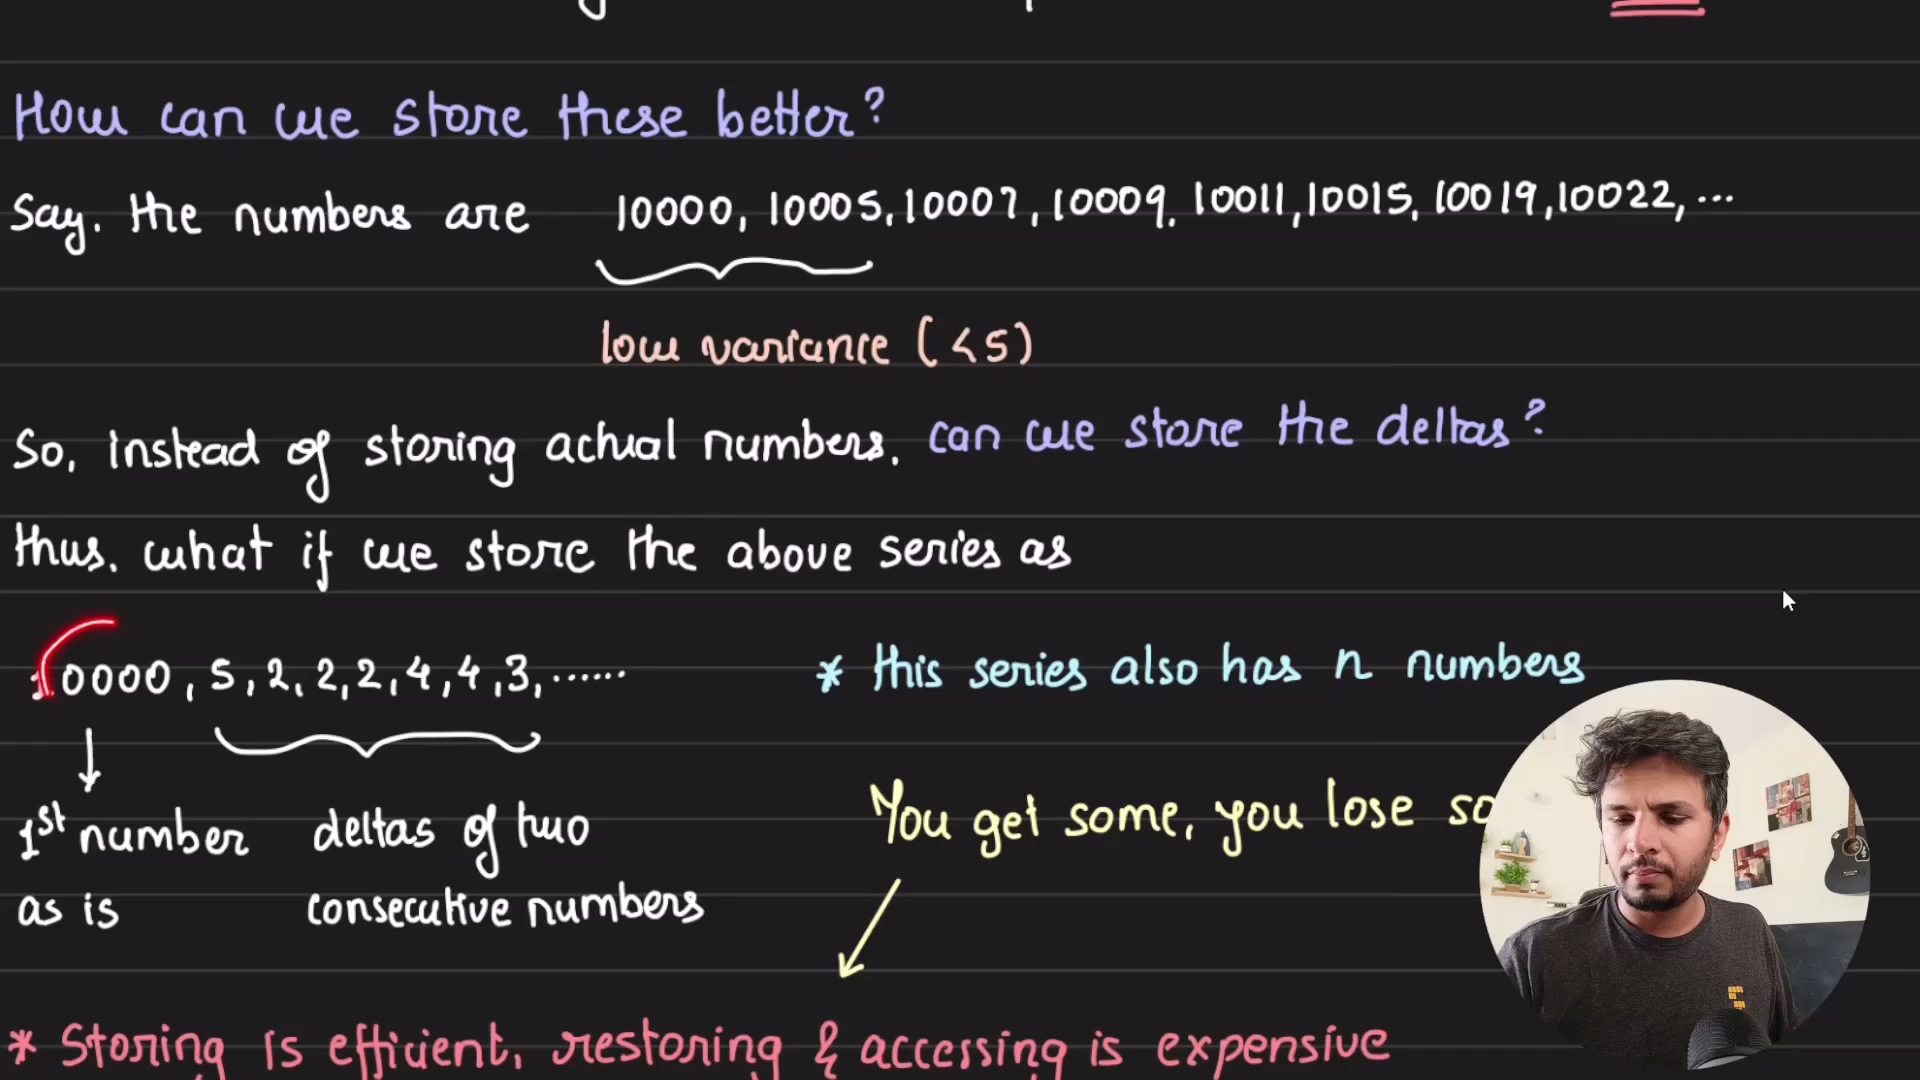 How can we store these better?
Say, the numbers are 10000, 10005, 10007, 10009, 10011, 10015, 10019, 10022, ...
low variance (<5)
So, instead of storing actual numbers, can we store the deltas?
thus, what if we store the above series as
10000, 5, 2, 2, 2, 4, 4, 3, ......
* this series also has n numbers
1st number
as is
deltas of two
consecutive numbers
You get some, you lose so
* Storing is efficient, restoring & accessing is expensive